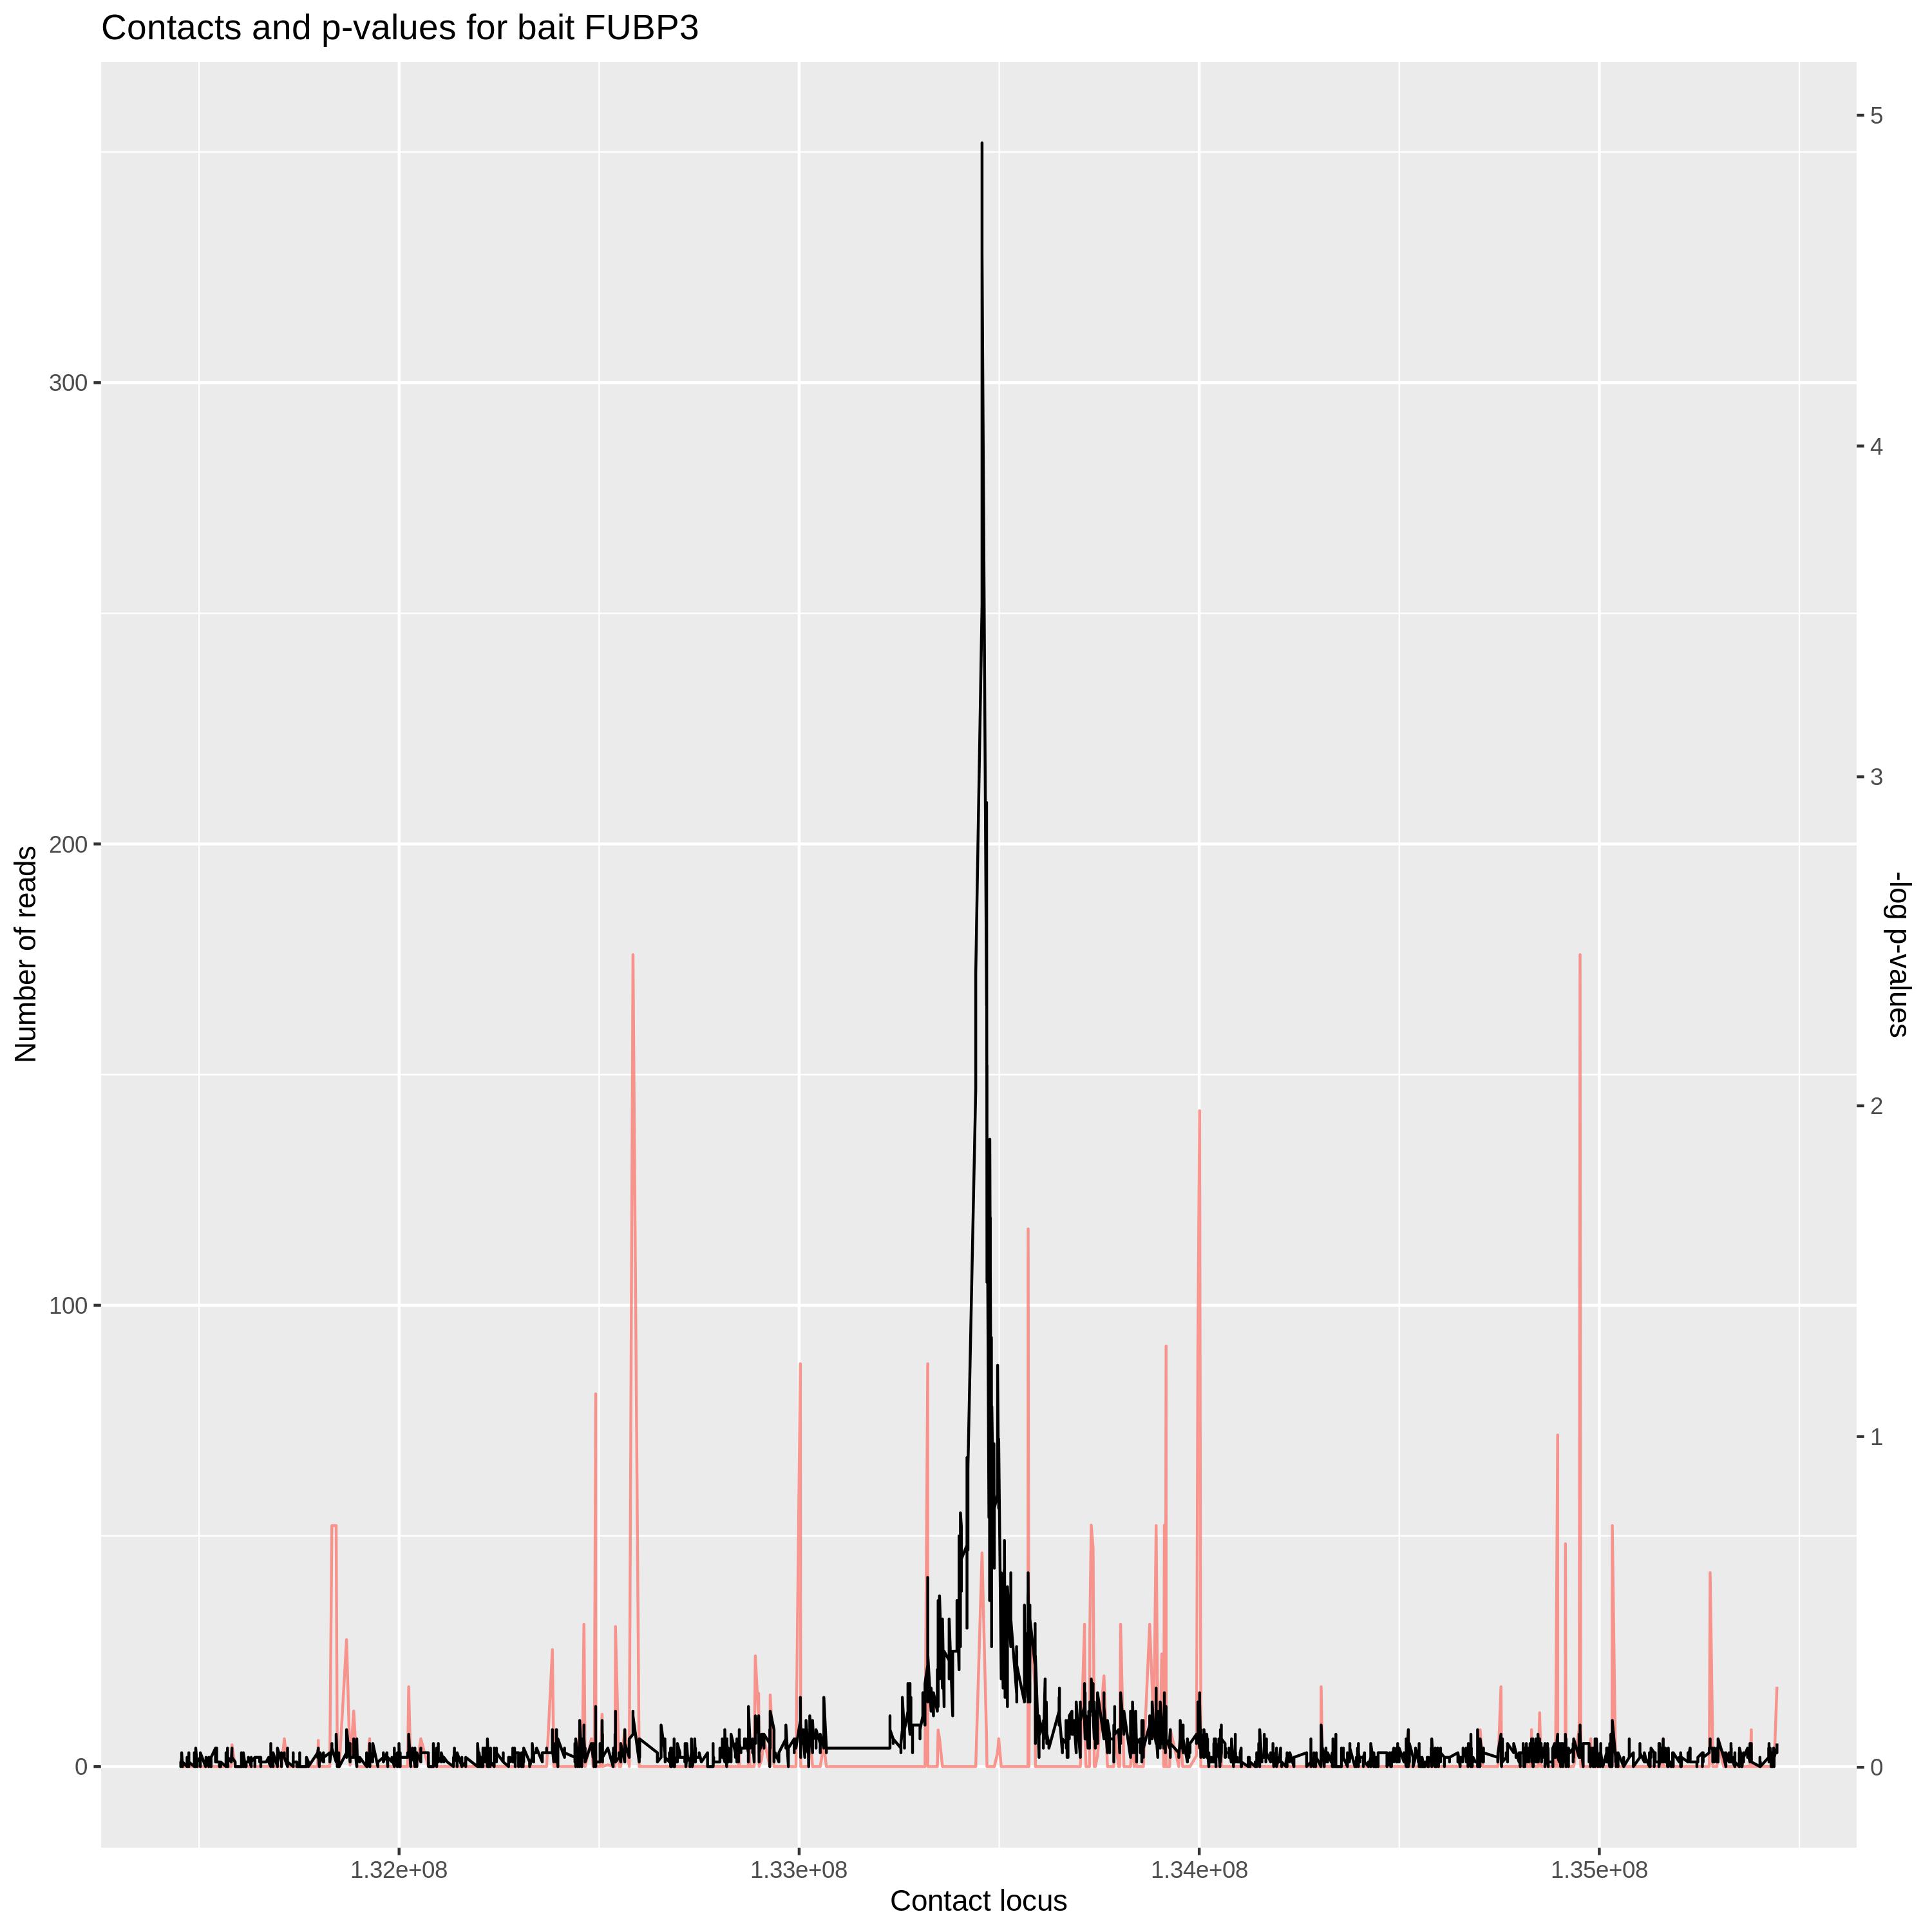 Contacts and p-values for bait FUBP3
5
4
3
2
1
0
300
200
100
0
Number of reads
-log p-values
1.32e+08 1.33e+08 1.34e+08 1.35e+08
Contact locus